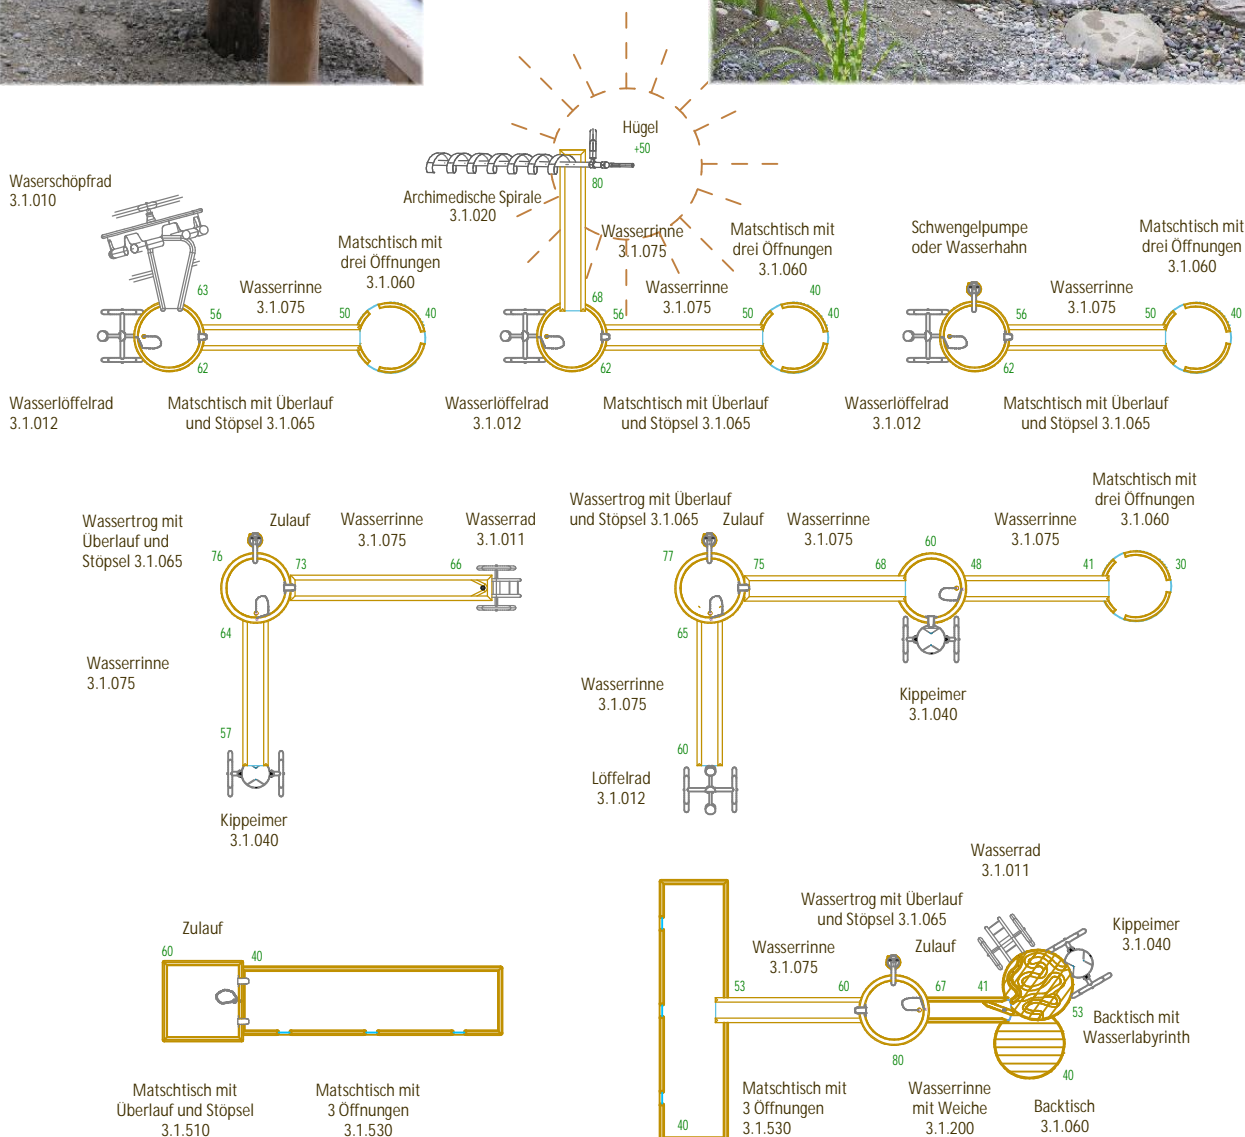 Hügel
+50
80
Waserschöpfrad
3.1.010
Archimedische Spirale
3.1.020
Matschtisch mit
drei Öffnungen
3.1.060
Wasserrinne
3.1.075
63
56
50
40
62
Wasserlöffelrad
3.1.012
Matschtisch mit Überlauf
und Stöpsel 3.1.065
Wasserrinne
3.1.075
Matschtisch mit
drei Öffnungen
3.1.060
Wasserrinne
3.1.075
68
56
50
40
40
62
Wasserlöffelrad
3.1.012
Matschtisch mit Überlauf
und Stöpsel 3.1.065
Schwengelpumpe
oder Wasserhahn
Matschtisch mit
drei Öffnungen
3.1.060
Wasserrinne
3.1.075
56
50
40
62
Wasserlöffelrad
3.1.012
Matschtisch mit Überlauf
und Stöpsel 3.1.065
Wassertrog mit
Überlauf und
Stöpsel 3.1.065
Zulauf
Wasserrinne
3.1.075
Wasserrad
3.1.011
76
73
66
64
Wasserrinne
3.1.075
57
Kippeimer
3.1.040
Wassertrog mit Überlauf
und Stöpsel 3.1.065
Zulauf
Wasserrinne
3.1.075
Wasserrinne
3.1.075
Matschtisch mit
drei Öffnungen
3.1.060
77
75
68
60
48
41
30
65
Wasserrinne
3.1.075
60
Löffelrad
3.1.012
Kippeimer
3.1.040
Zulauf
60
40
Matschtisch mit
Überlauf und Stöpsel
3.1.510
Matschtisch mit
3 Öffnungen
3.1.530
Wasserrad
3.1.011
Wassertrog mit Überlauf
und Stöpsel 3.1.065
Kippeimer
3.1.040
Wasserrinne
3.1.075
Zulauf
53
60
67
41
53
Backtisch mit
Wasserlabyrinth
80
40
Matschtisch mit
3 Öffnungen
3.1.530
40
Wasserrinne
mit Weiche
3.1.200
Backtisch
3.1.060